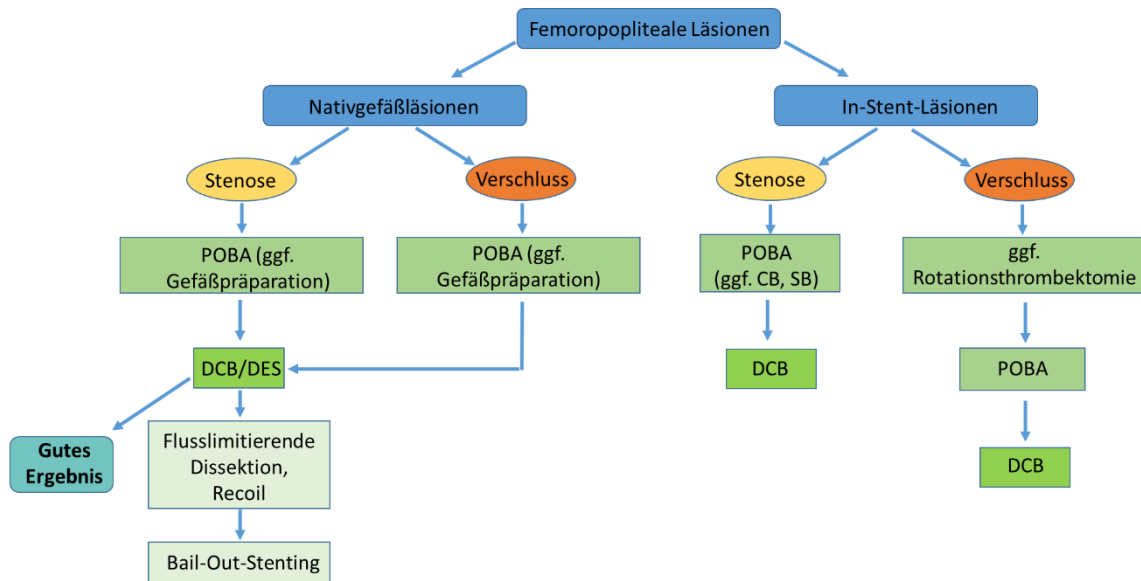 Femoropopliteale Läsionen
Nativgefäßläsionen
In-Stent-Läsionen
Stenose
Verschluss
Stenose
Verschluss
POBA (ggf.
Gefäßpräparation)
POBA (ggf.
Gefäßpräparation)
POBA
(ggf. CB, SB)
ggf.
Rotationsthrombektomie
DCB/DES
DCB
POBA
Gutes
Ergebnis
Flusslimitierende
Dissektion,
Recoil
DCB
Bail-Out-Stenting